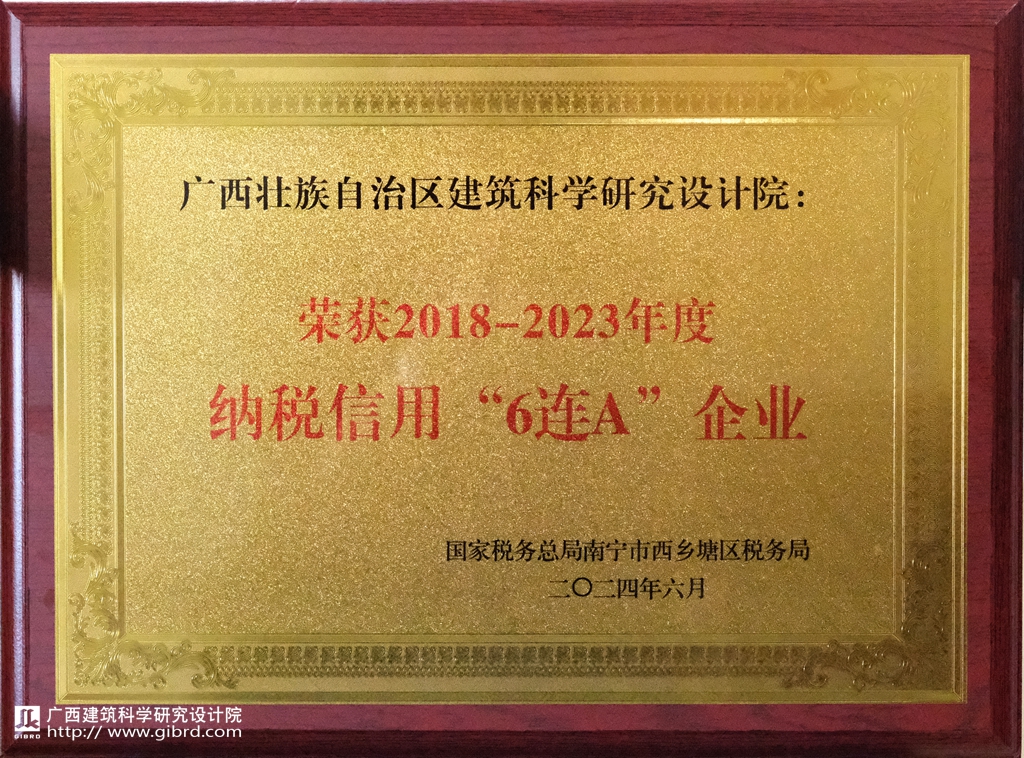 广西壮族自治区建筑科学研究设计院：
荣获2018-2023年度
纳税信用“6连A”企业
国家税务总局南宁市西乡塘区税务局
二〇二四年六月
广西建筑科学研究设计院
GIBRD
http://www.gibrd.com